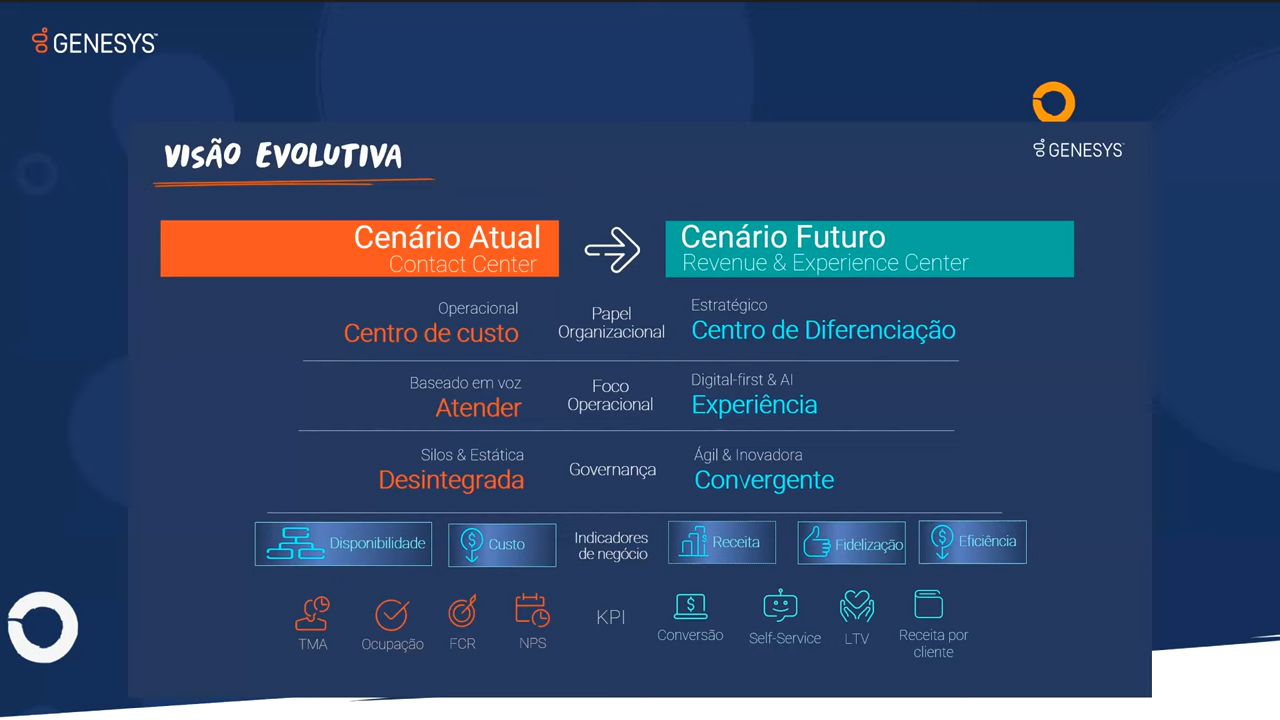 GENESYS™
VISÃO EVOLUTIVA
GENESYS™
Cenário Atual
Contact Center
Cenário Futuro
Revenue & Experience Center
Operacional
Centro de custo
Papel
Organizacional
Estratégico
Centro de Diferenciação
Baseado em voz
Atender
Foco
Operacional
Digital-first & AI
Experiência
Silos & Estática
Desintegrada
Governança
Ágil & Inovadora
Convergente
Disponibilidade
Custo
Indicadores
de negócio
Receita
Fidelização
Eficiência
TMA
Ocupação
FCR
NPS
KPI
Conversão
Self-Service
LTV
Receita por
cliente